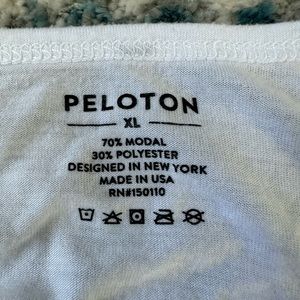 PELOTON
XL
70% MODAL
30% POLYESTER
DESIGNED IN NEW YORK
MADE IN USA
RN#150110